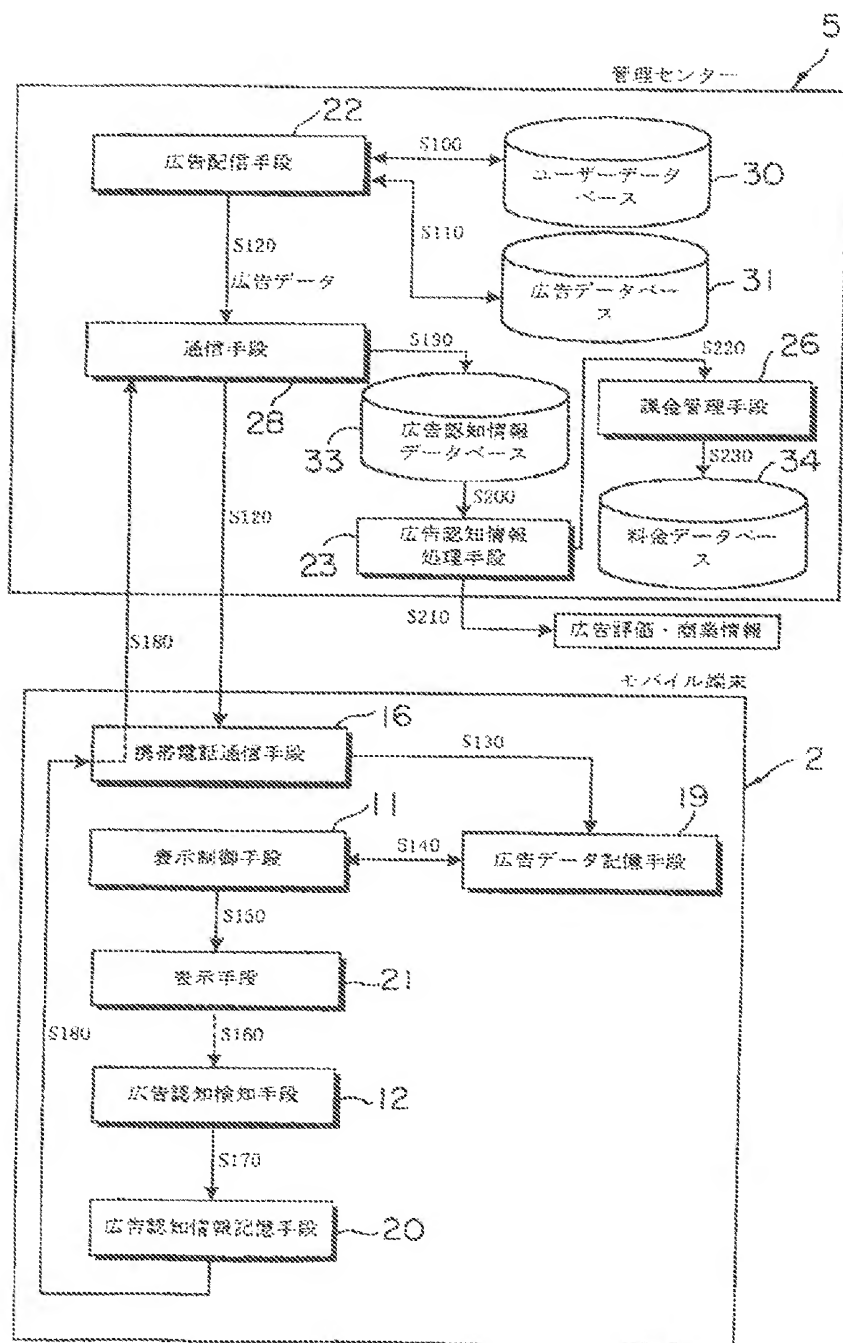 5
管理センター
22
広告配信手段
S100
ユーザーデータ
ベース
30
S110
S120
広告データ
広告データベー
ス
31
通信手段
28
S190
S220
26
課金管理手段
33
広告認知情報
データベース
S230
34
S200
料金データベー
ス
S120
23
広告認知情報
処理手段
S210
広告評価・商業情報
S180
モバイル端末
16
携帯電話通信手段
S130
2
11
19
表示制御手段
S140
広告データ記憶手段
S150
表示手段
21
S180
S160
広告認知検知手段
12
S170
広告認知情報記憶手段
20